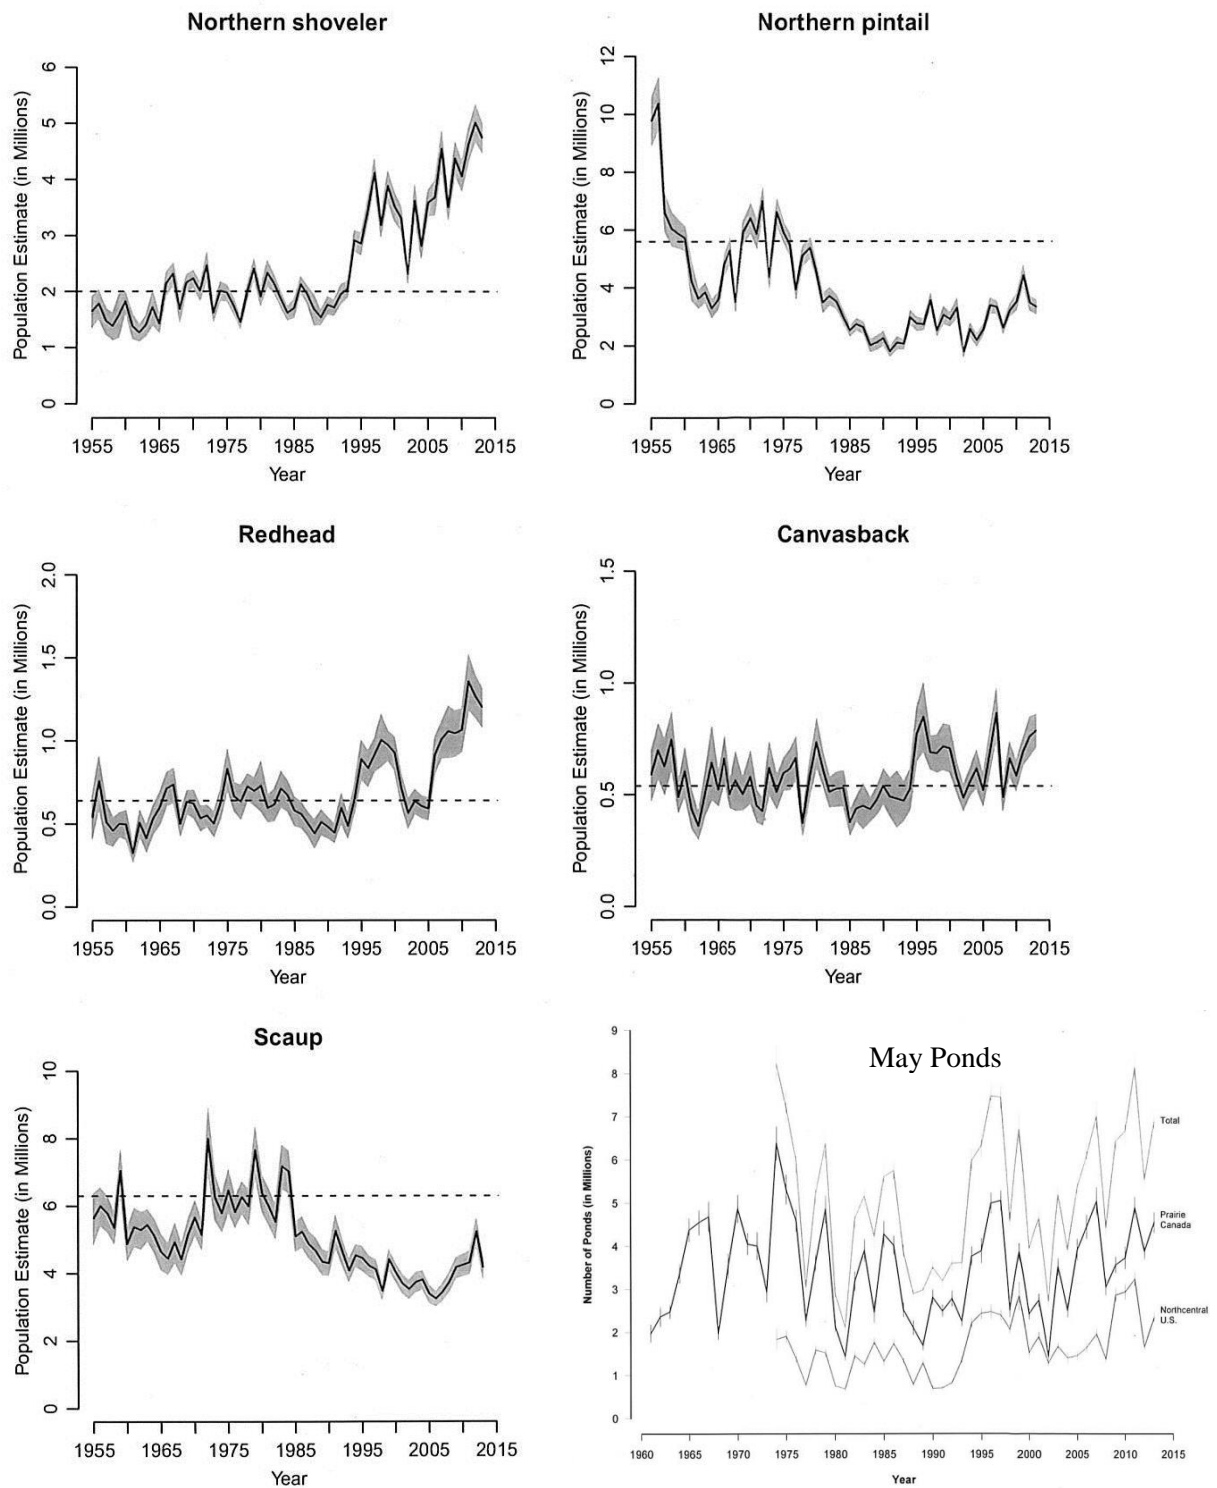 Northern shoveler
Population Estimate (in Millions)
6
5
4
3
2
1
0
1955 1965 1975 1985 1995 2005 2015
Year
Northern pintail
Population Estimate (in Millions)
12
10
8
6
4
2
0
1955 1965 1975 1985 1995 2005 2015
Year
Redhead
Population Estimate (in Millions)
2.0
1.5
1.0
0.5
0.0
1955 1965 1975 1985 1995 2005 2015
Year
Canvasback
Population Estimate (in Millions)
1.5
1.0
0.5
0.0
1955 1965 1975 1985 1995 2005 2015
Year
Scaup
Population Estimate (in Millions)
10
8
6
4
2
0
1955 1965 1975 1985 1995 2005 2015
Year
May Ponds
Number of Ponds (in Millions)
9
8
7
6
5
4
3
2
1
0
Total
Prairie
Canada
Northcentral
U.S.
1960 1965 1970 1975 1980 1985 1990 1995 2000 2005 2010 2015
Year